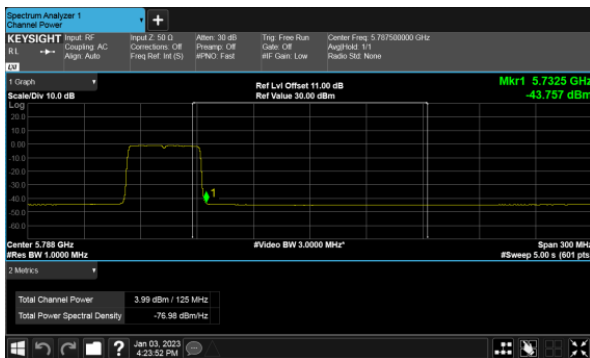 Spectrum Analyzer 1
Channel Power
+
KEYSIGHT
RL
LXI
Input: RF
Coupling: AC
Align: Auto
Input Z: 50 Ω
Corrections: Off
Freq Ref: Int (S)
Atten: 30 dB
Preamp: Off
#PNO: Fast
Trig: Free Run
Gate: Off
#IF Gain: Low
Center Freq: 5.787500000 GHz
Avg|Hold: 1/1
Radio Std: None
1 Graph
Scale/Div 10.0 dB
Ref Lvl Offset 11.00 dB
Ref Value 30.00 dBm
Mkr1 5.7325 GHz
-43.757 dBm
Log
20.0
10.0
0.00
-10.0
-20.0
-30.0
-40.0
-50.0
-60.0
1
Center 5.788 GHz
#Res BW 1.0000 MHz
#Video BW 3.0000 MHz*
Span 300 MHz
#Sweep 5.00 s (601 pts)
2 Metrics
Total Channel Power 3.99 dBm / 125 MHz
Total Power Spectral Density -76.98 dBm/Hz
?
Jan 03, 2023
4:23:52 PM